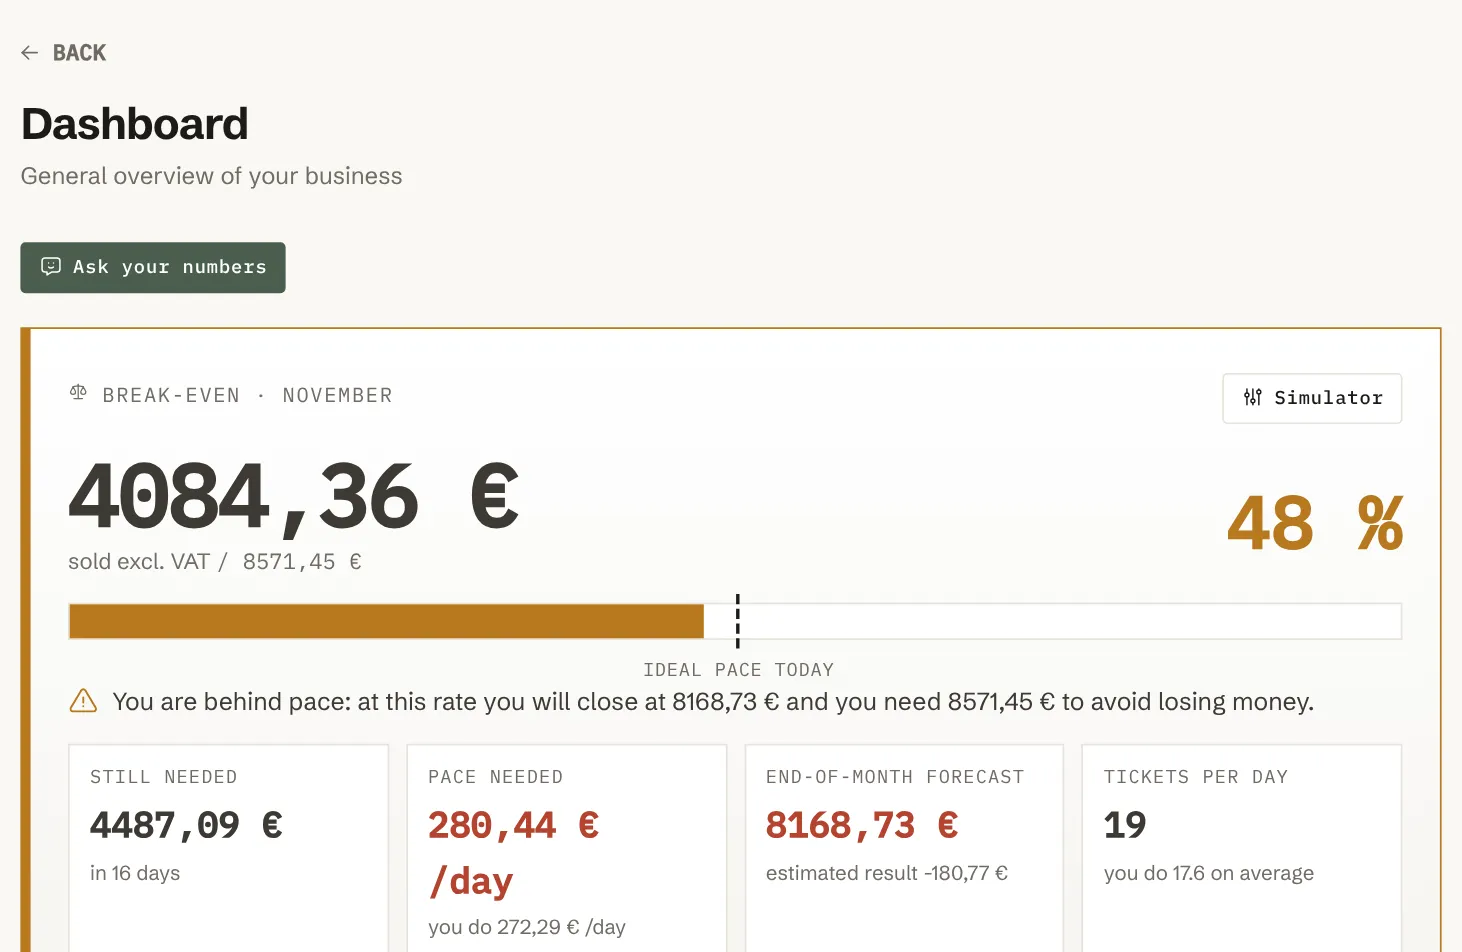 ← BACK
Dashboard
General overview of your business
Ask your numbers
BREAK-EVEN · NOVEMBER
Simulator
4084,36 €
48 %
sold excl. VAT / 8571,45 €
IDEAL PACE TODAY
You are behind pace: at this rate you will close at 8168,73 € and you need 8571,45 € to avoid losing money.
STILL NEEDED
4487,09 €
in 16 days
PACE NEEDED
280,44 €
/day
you do 272,29 € /day
END-OF-MONTH FORECAST
8168,73 €
estimated result -180,77 €
TICKETS PER DAY
19
you do 17.6 on average